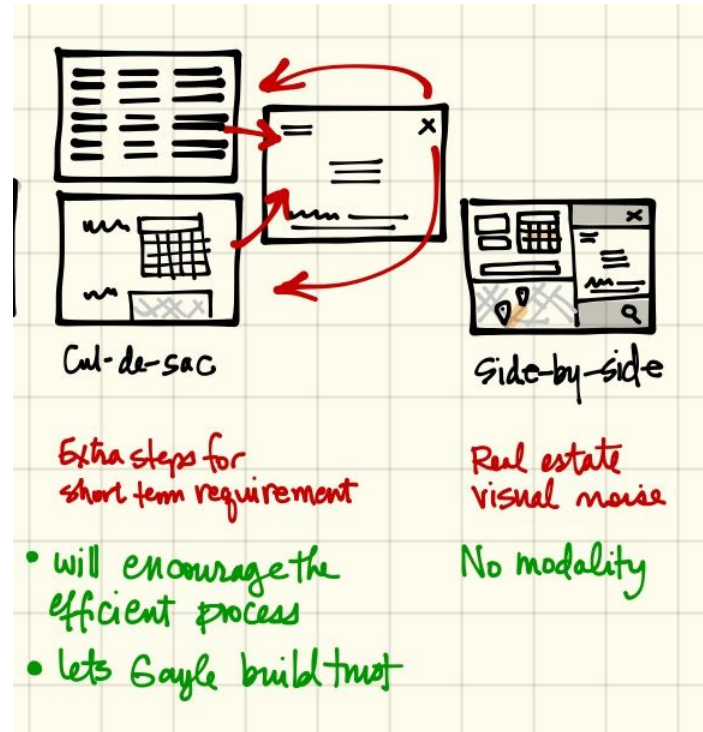 Cul-de-sac
Extra steps for
short term requirement
• will encourage the
efficient process
• lets Gayle build trust
Side-by-side
Real estate
visual noise
No modality